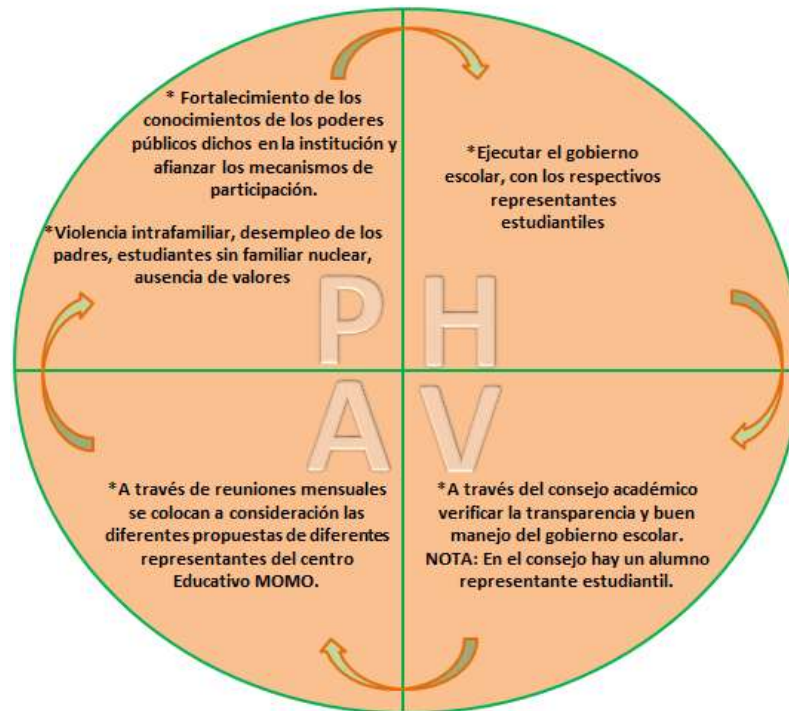 * Fortalecimiento de los
conocimientos de los poderes
públicos dichos en la institución y
afianzar los mecanismos de
participación.
*Violencia intrafamiliar, desempleo de los
padres, estudiantes sin familiar nuclear,
ausencia de valores
P
*Ejecutar el gobierno
escolar, con los respectivos
representantes
estudiantiles
H
A
*A través de reuniones mensuales
se colocan a consideración las
diferentes propuestas de diferentes
representantes del centro
Educativo MOMO.
V
*A través del consejo académico
verificar la transparencia y buen
manejo del gobierno escolar.
NOTA: En el consejo hay un alumno
representante estudiantil.